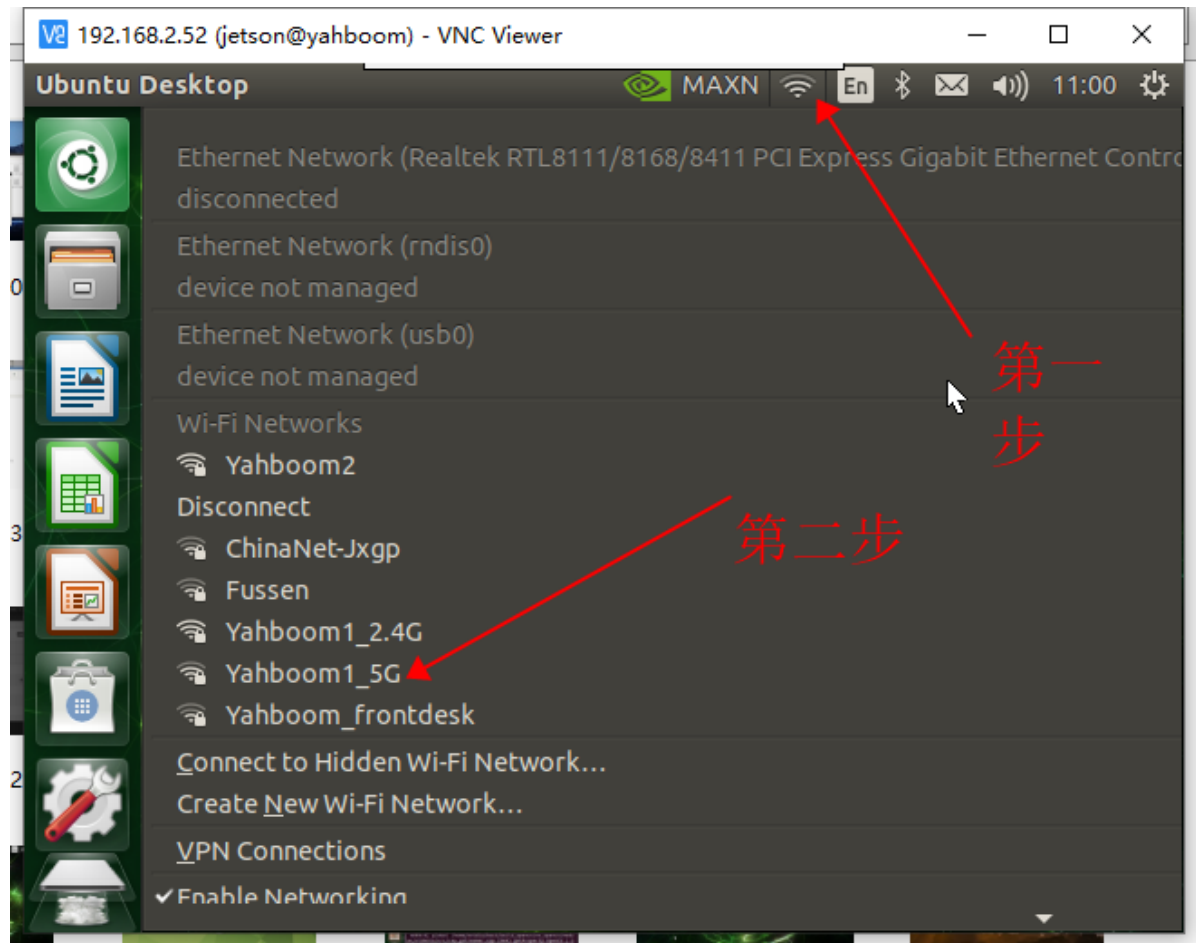 192.168.2.52 (jetson@yahboom) - VNC Viewer
Ubuntu Desktop
MAXN
En
11:00
Ethernet Network (Realtek RTL8111/8168/8411 PCI Express Gigabit Ethernet Contro
disconnected
Ethernet Network (rndis0)
device not managed
Ethernet Network (usb0)
device not managed
第一
步
Wi-Fi Networks
Yahboom2
Disconnect
第二步
ChinaNet-Jxgp
Fussen
Yahboom1_2.4G
Yahboom1_5G
Yahboom_frontdesk
Connect to Hidden Wi-Fi Network...
Create New Wi-Fi Network...
VPN Connections
Enable Networking